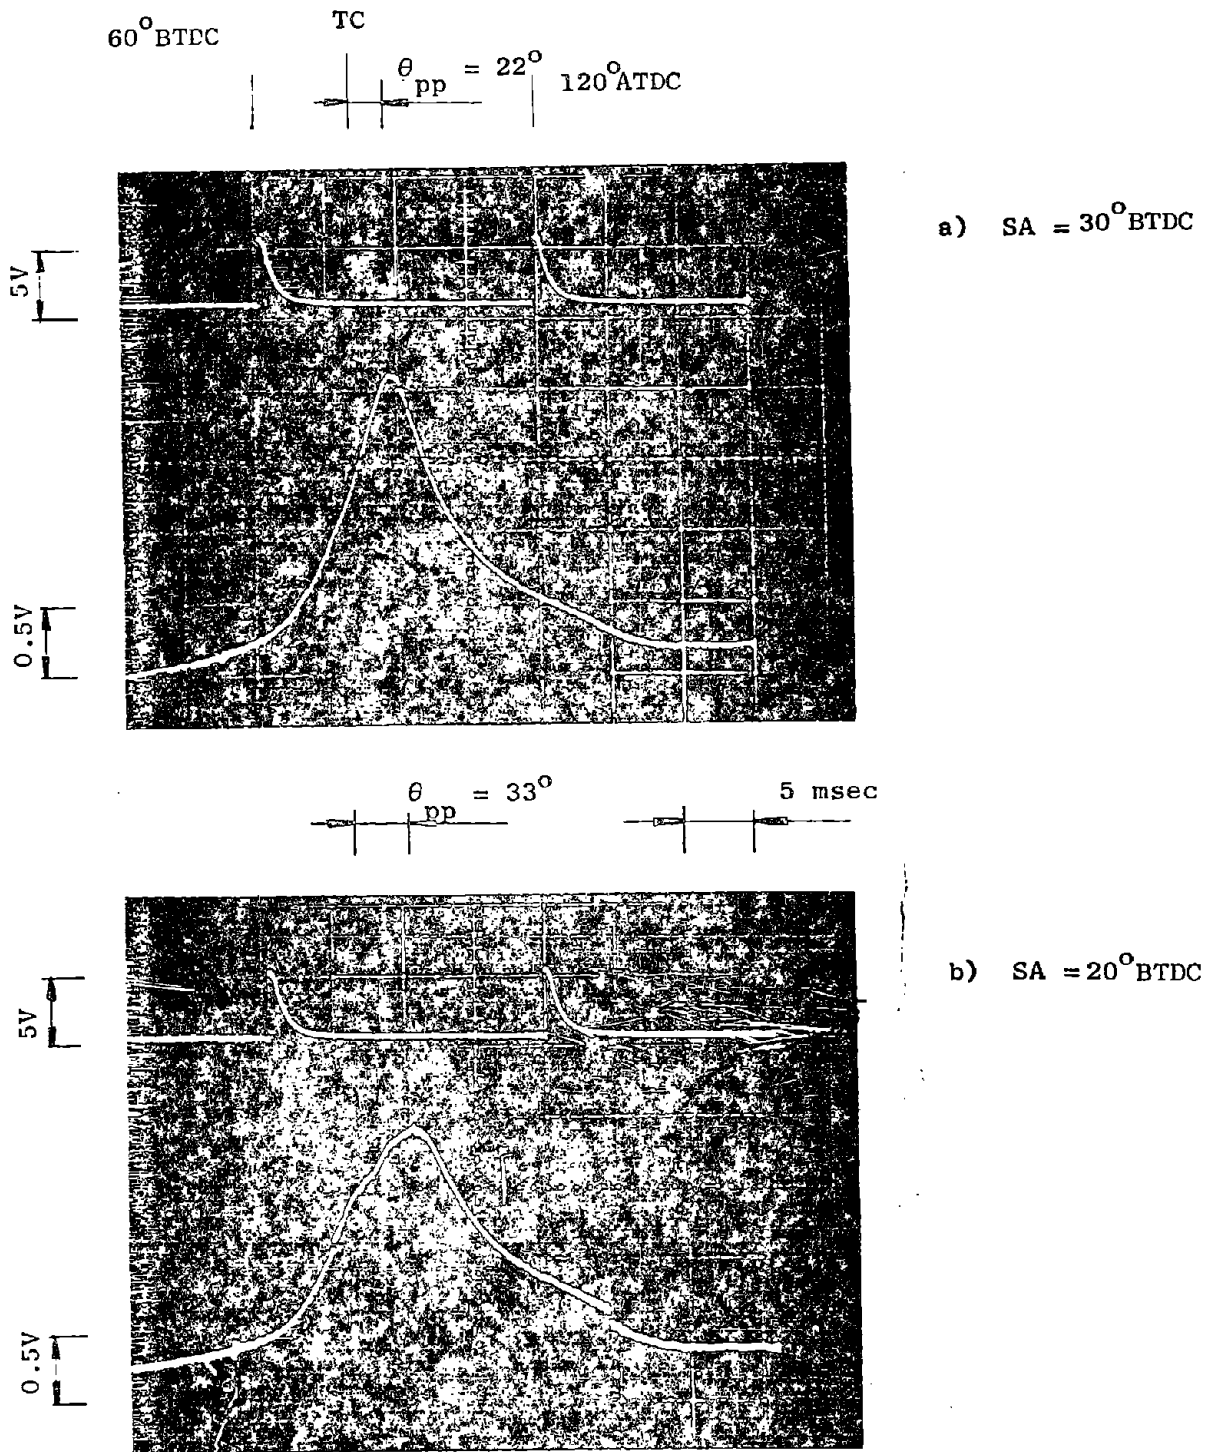 60°BTDC
TC
θpp = 22°
120°ATDC
5V
a) SA = 30°BTDC
0.5V
θpp = 33°
5 msec
5V
b) SA = 20°BTDC
0.5V